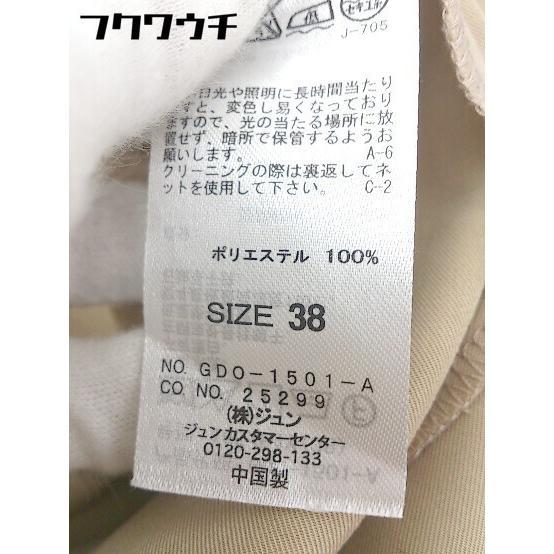 フクワウチ
J-705
日光や照明に長時間当たり
ますと、変色し易くなっており
ますので、光の当たる場所に放
置せず、暗所で保管するようお
願いします。 A-6
クリーニングの際は裏返してネ
ットを使用して下さい。 C-2
ポリエステル 100%
SIZE 38
NO. GDO-1501-A
CO. NO. 25299
(株)ジュン
ジュンカスタマーセンター
0120-298-133
中国製